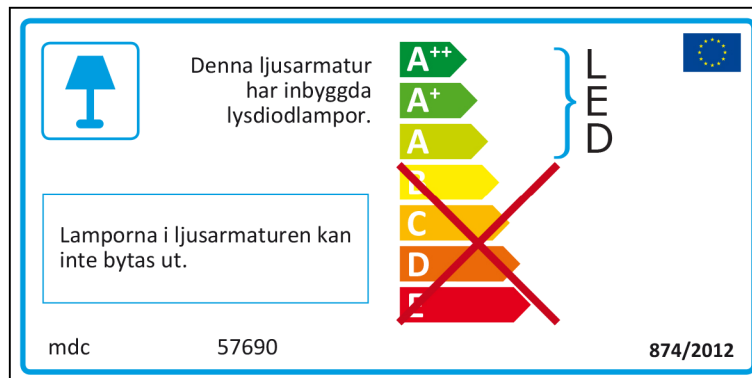 Denna ljusarmatur
har inbyggda
lysdiodlampor.
A++
A+
A
B
C
D
E
L
E
D
Lamporna i ljusarmaturen kan
inte bytas ut.
mdc 57690
874/2012